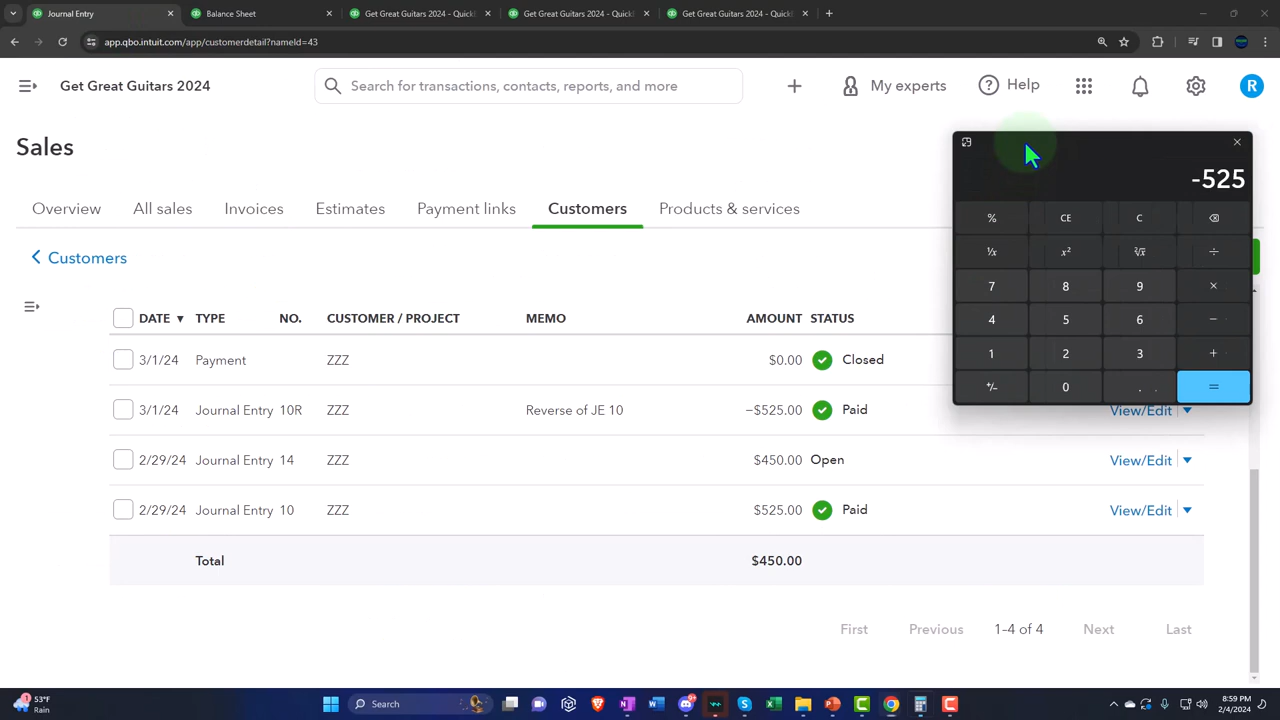 Journal Entry
Balance Sheet
Get Great Guitars 2024 - QuickB
Get Great Guitars 2024 - QuickB
Get Great Guitars 2024 - QuickB
app.qbo.intuit.com/app/customerdetail?nameId=43
Get Great Guitars 2024
Search for transactions, contacts, reports, and more
My experts
Help
R
Sales
-525
% CE C
7 8 9 ×
4 5 6 −
1 2 3 +
+/− 0 . =
Overview All sales Invoices Estimates Payment links Customers Products & services
Customers
DATE ▼ TYPE NO. CUSTOMER / PROJECT MEMO AMOUNT STATUS
3/1/24 Payment ZZZ $0.00 Closed
3/1/24 Journal Entry 10R ZZZ Reverse of JE 10 −$525.00 Paid View/Edit
2/29/24 Journal Entry 14 ZZZ $450.00 Open View/Edit
2/29/24 Journal Entry 10 ZZZ $525.00 Paid View/Edit
Total $450.00
First Previous 1-4 of 4 Next Last
53°F
Rain
Search
8:59 PM
2/4/2024